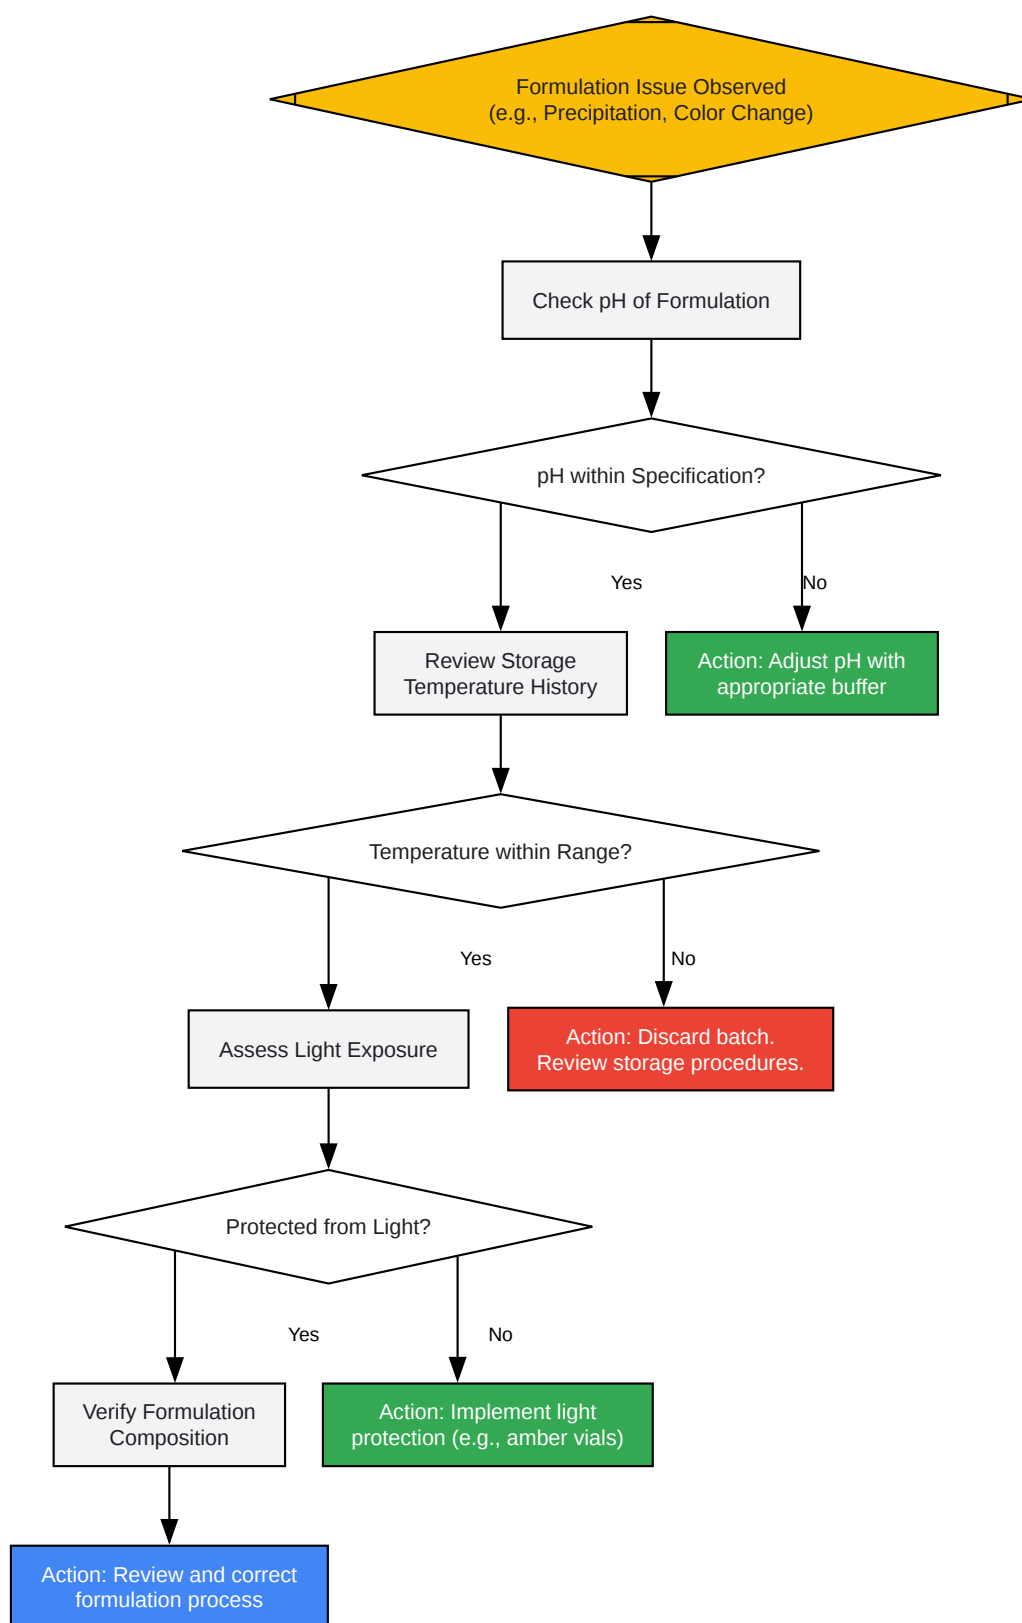 Formulation Issue Observed
(e.g., Precipitation, Color Change)
Check pH of Formulation
pH within Specification?
Yes
No
Review Storage
Temperature History
Action: Adjust pH with
appropriate buffer
Temperature within Range?
Yes
No
Assess Light Exposure
Action: Discard batch.
Review storage procedures.
Protected from Light?
Yes
No
Verify Formulation
Composition
Action: Implement light
protection (e.g., amber vials)
Action: Review and correct
formulation process